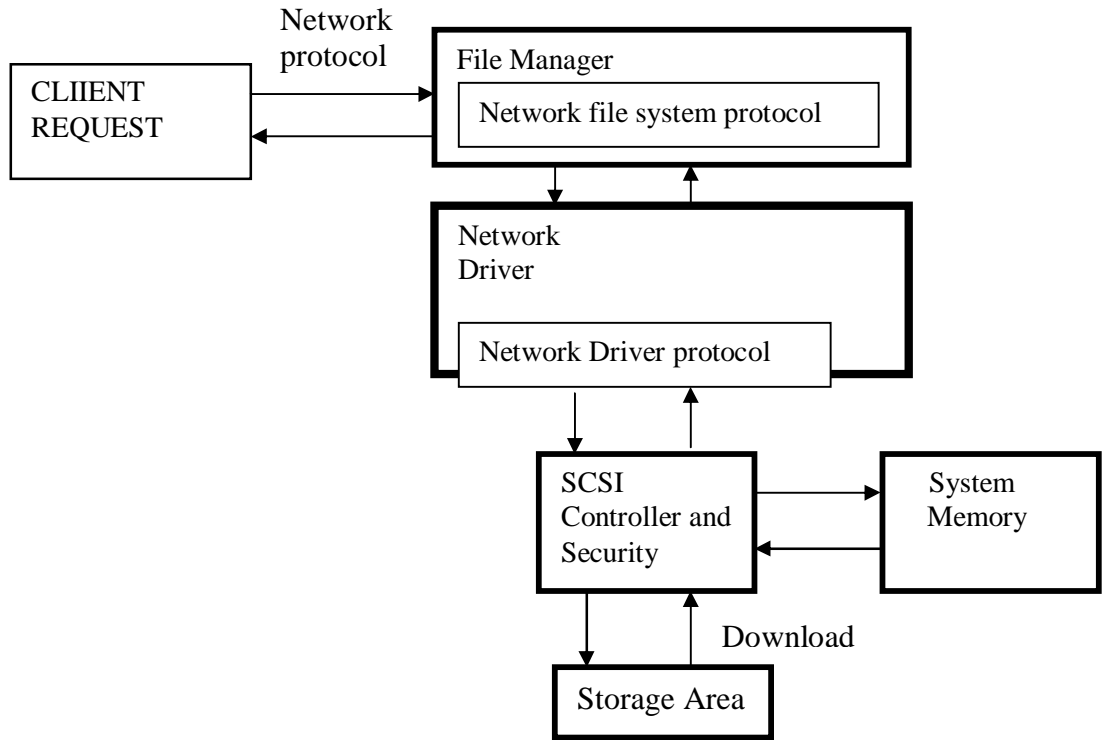 Network
protocol
CLIIENT
REQUEST
File Manager
Network file system protocol
Network
Driver
Network Driver protocol
SCSI
Controller and
Security
System
Memory
Download
Storage Area